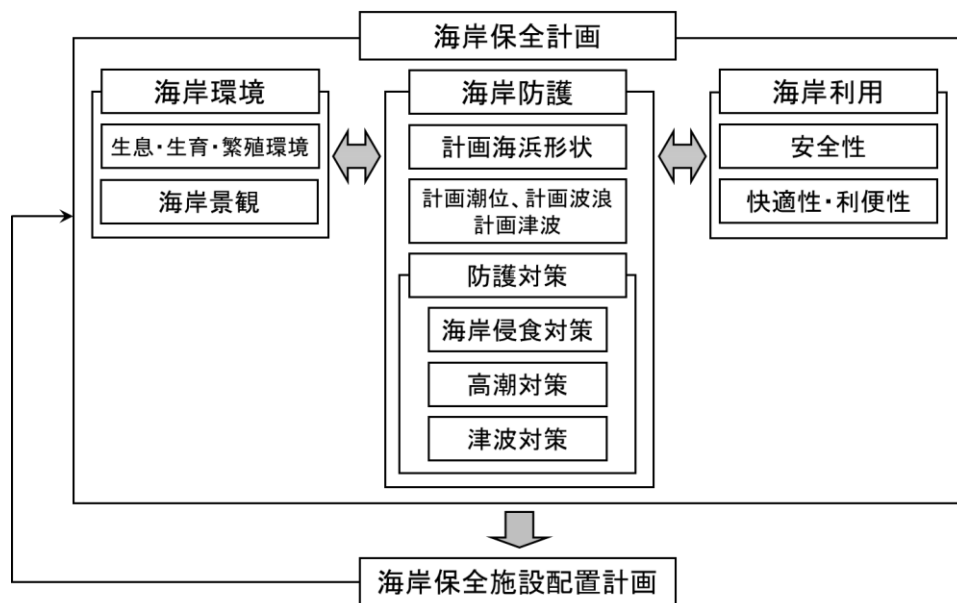 海岸保全計画
海岸環境
生息・生育・繁殖環境
海岸景観
海岸防護
計画海浜形状
計画潮位、計画波浪
計画津波
防護対策
海岸侵食対策
高潮対策
津波対策
海岸利用
安全性
快適性・利便性
海岸保全施設配置計画